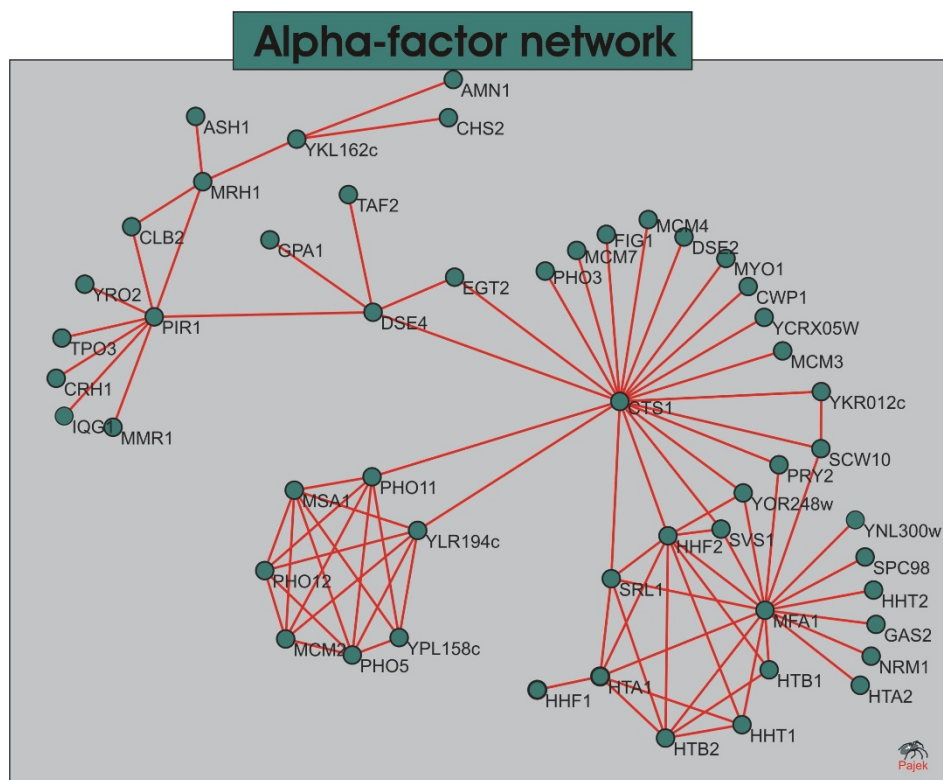 Alpha-factor network
AMN1
ASH1
CHS2
YKL162c
MRH1
TAF2
MCM4
CLB2
FIG1
DSE2
GPA1
MCM7
MYO1
PHO3
EGT2
YRO2
CWP1
PIR1
DSE4
YCRX05W
TPO3
MCM3
CRH1
YKR012c
CTS1
IQG1
MMR1
SCW10
PRY2
PHO11
MSA1
YOR248w
YNL300w
YLR194c
HHF2
SVS1
SPC98
PHO12
SRL1
HHT2
MFA1
GAS2
MCM2
YPL158c
PHO5
NRM1
HTB1
HTA1
HTA2
HHF1
HHT1
HTB2
Pajek